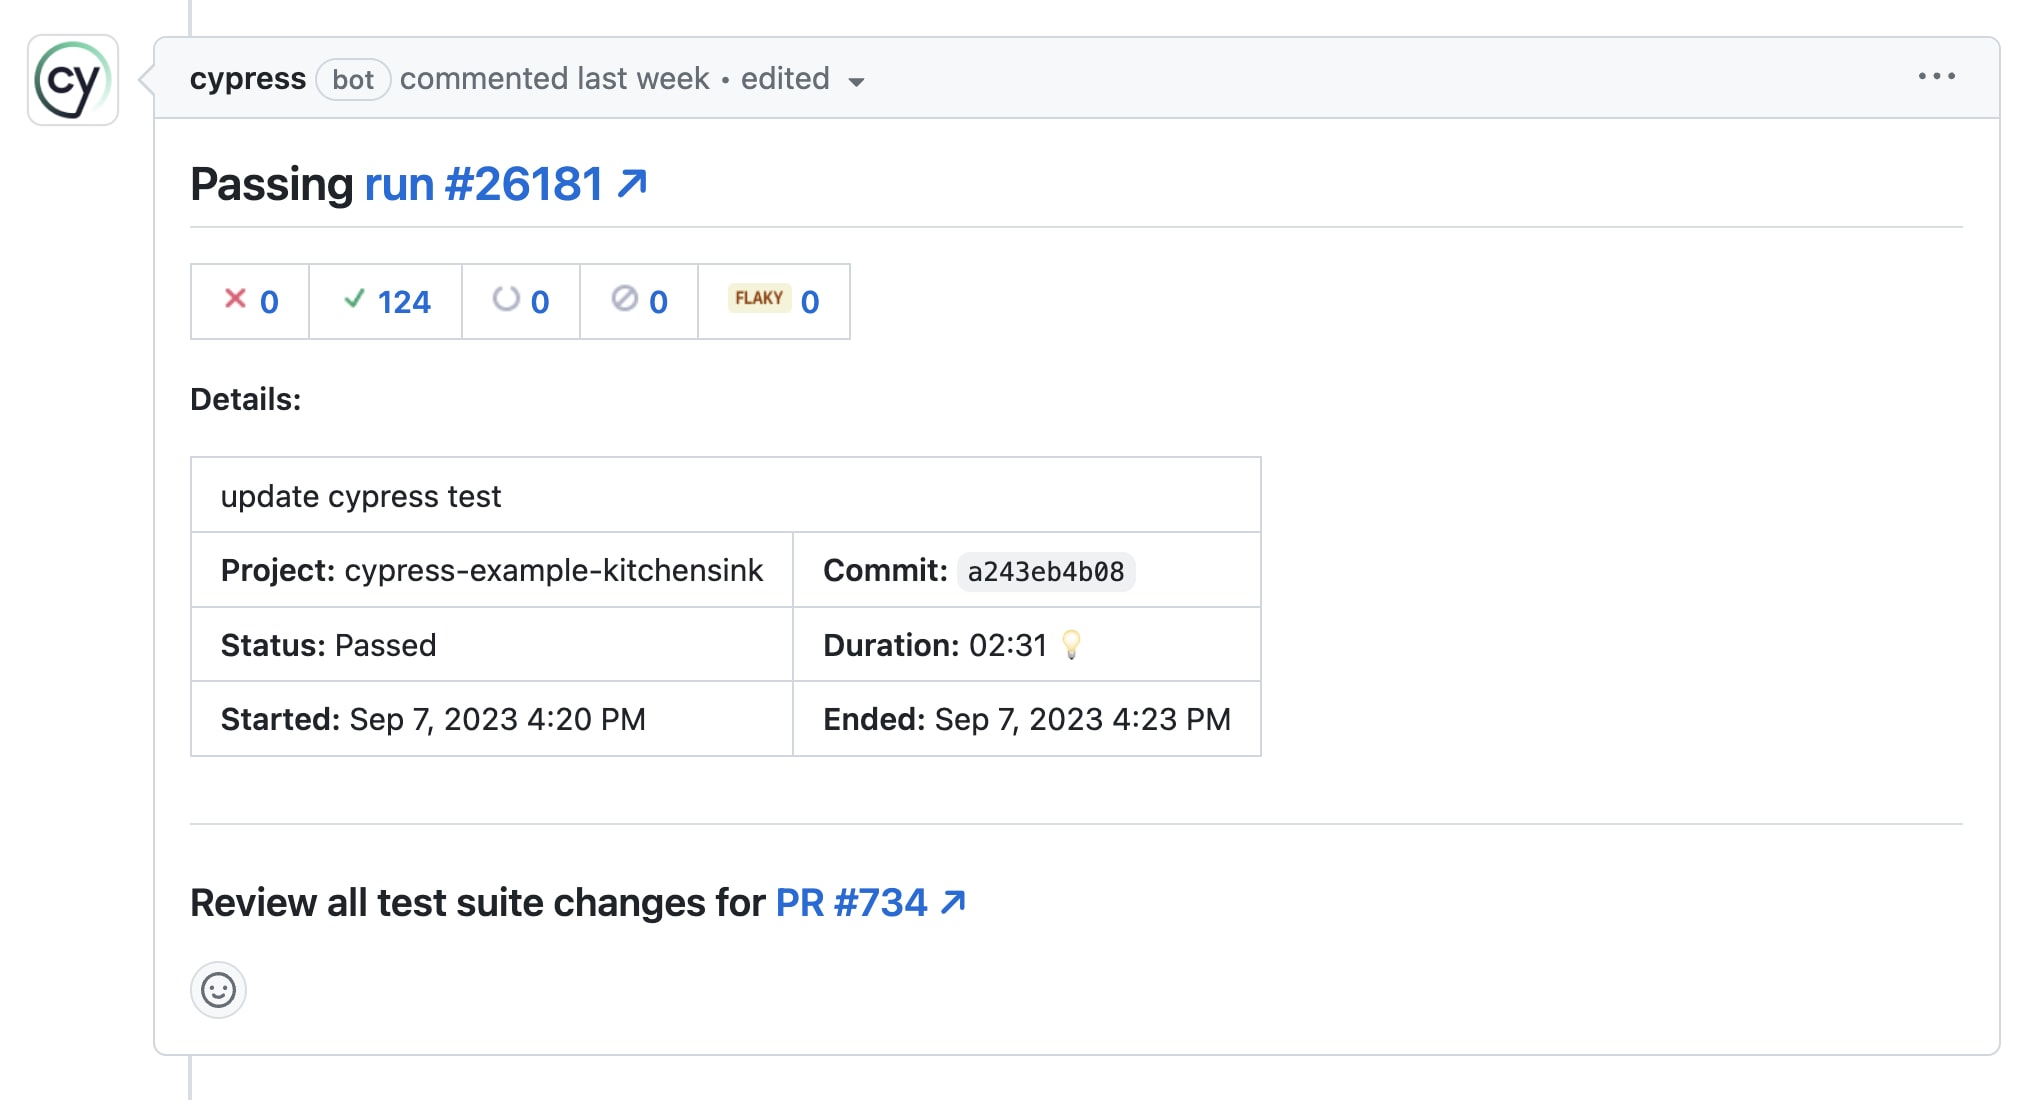 cy
cypress bot commented last week • edited
Passing run #26181 ↗
0 124 0 0 FLAKY 0
Details:
update cypress test
Project: cypress-example-kitchensink Commit: a243eb4b08
Status: Passed Duration: 02:31
Started: Sep 7, 2023 4:20 PM Ended: Sep 7, 2023 4:23 PM
Review all test suite changes for PR #734 ↗